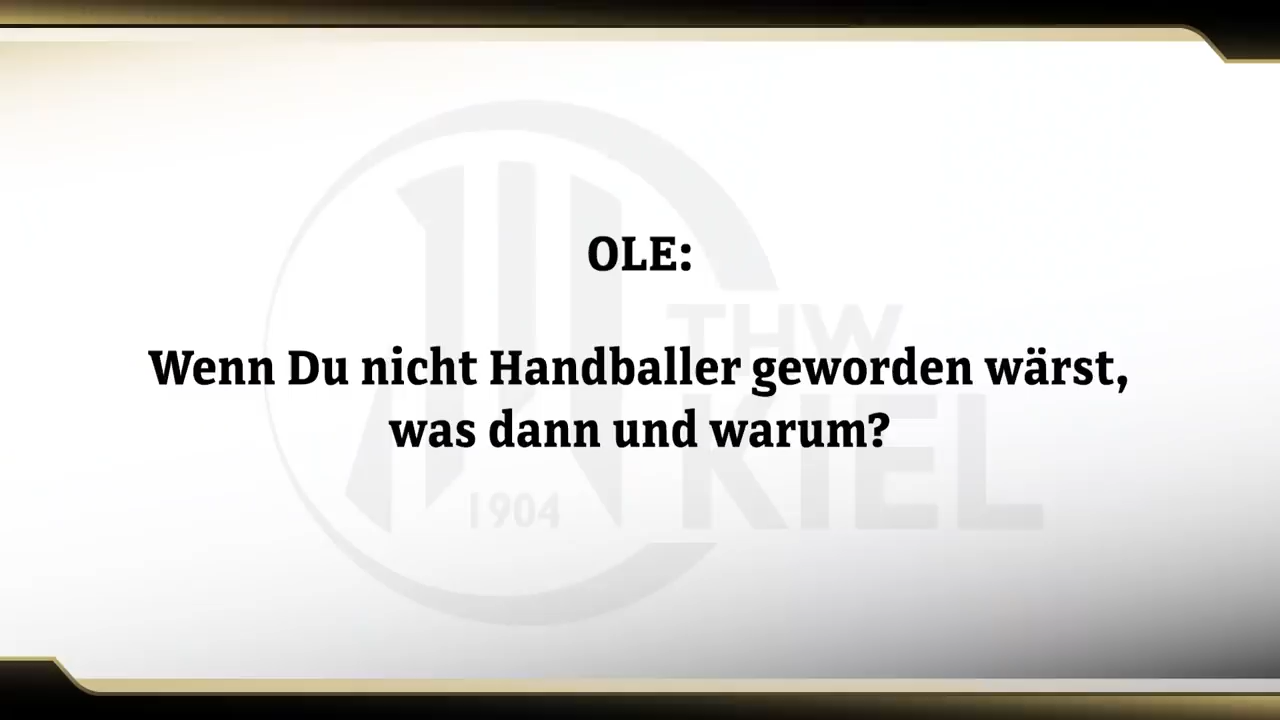 OLE:
Wenn Du nicht Handballer geworden wärst,
was dann und warum?
THW
KIEL
1904